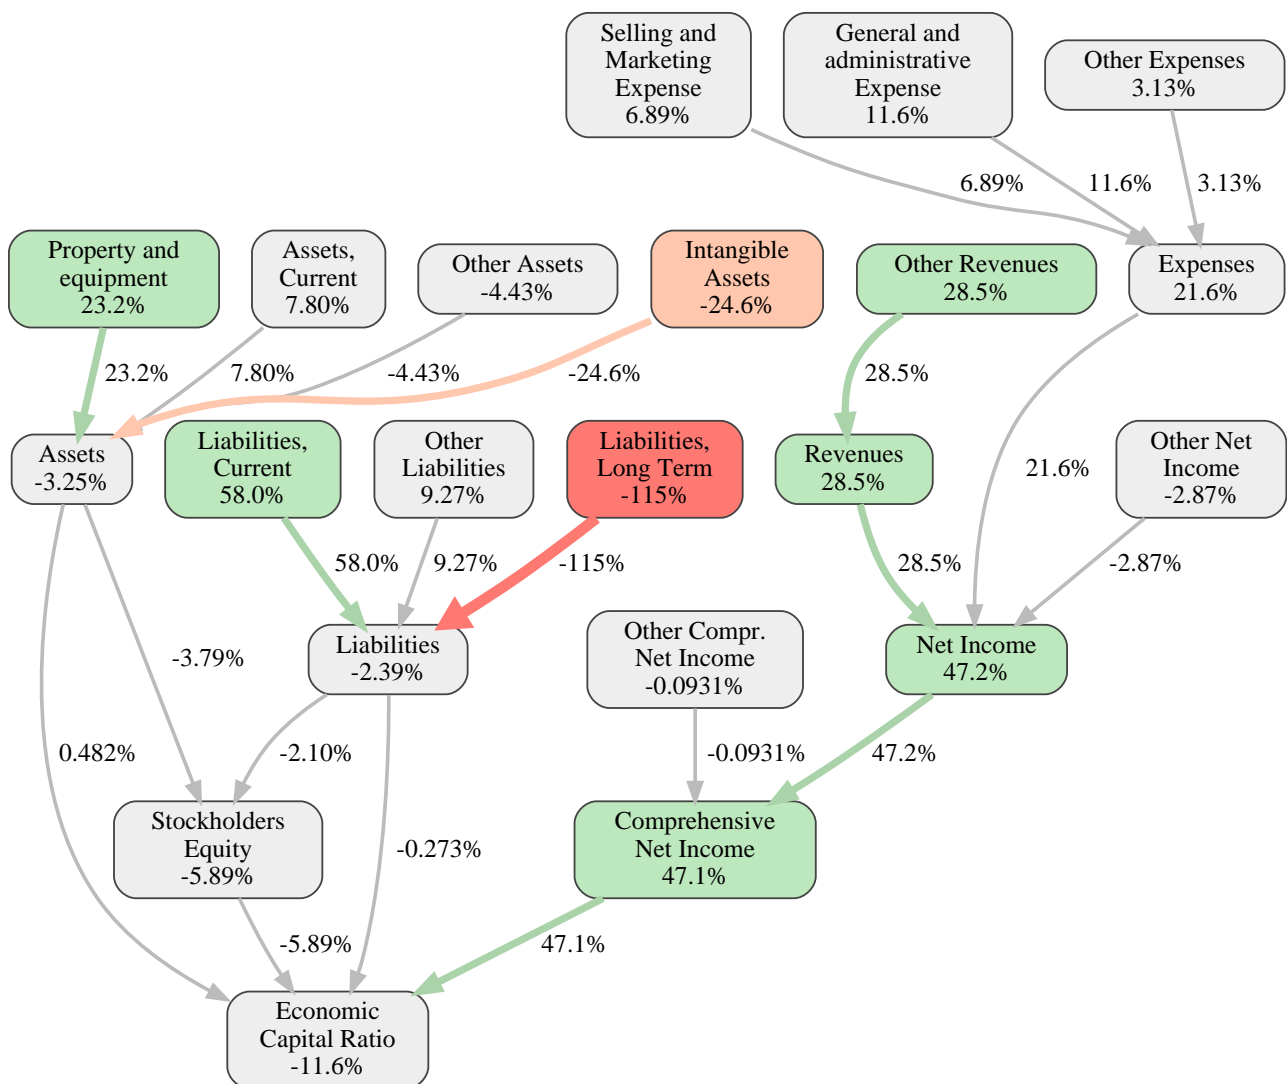 Selling and
Marketing
Expense
6.89%
General and
administrative
Expense
11.6%
Other Expenses
3.13%
6.89%
11.6%
3.13%
Property and
equipment
23.2%
Assets,
Current
7.80%
Other Assets
-4.43%
Intangible
Assets
-24.6%
Other Revenues
28.5%
Expenses
21.6%
23.2%
7.80%
-4.43%
-24.6%
28.5%
Assets
-3.25%
Liabilities,
Current
58.0%
Other
Liabilities
9.27%
Liabilities,
Long Term
-115%
Revenues
28.5%
21.6%
Other Net
Income
-2.87%
58.0%
9.27%
-115%
28.5%
-2.87%
-3.79%
Liabilities
-2.39%
Other Compr.
Net Income
-0.0931%
Net Income
47.2%
0.482%
-2.10%
-0.0931%
47.2%
Stockholders
Equity
-5.89%
-0.273%
Comprehensive
Net Income
47.1%
-5.89%
47.1%
Economic
Capital Ratio
-11.6%